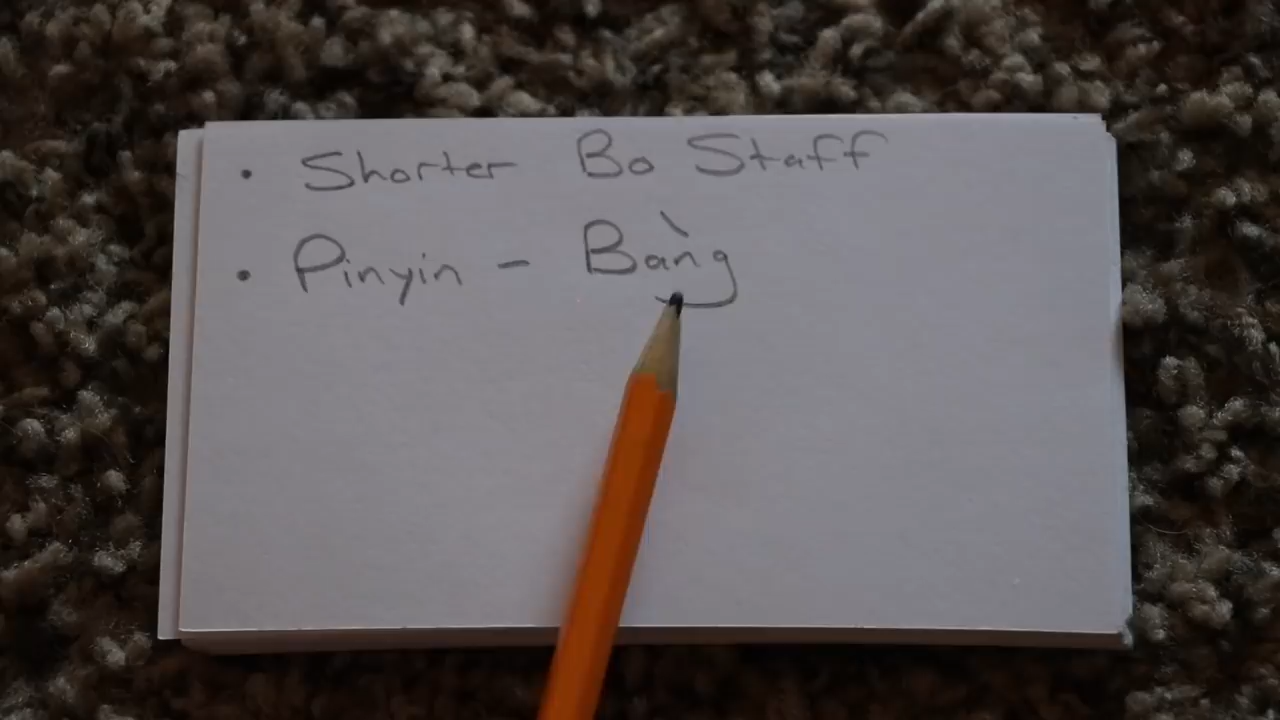 • Shorter Bo Staff
• Pinyin - Bàng